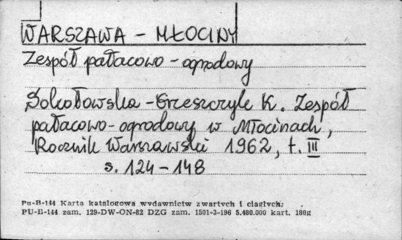 WARSZAWA - MŁOCINY
Zespół pałacowo - ogrodowy
Sokołowska - Grzeszczyk K. Zespół
pałacowo - ogrodowy w Młocinach,
Rocznik Warszawski 1962, t. III
s. 124 - 148
Pu-B-144 Karta katalogowa wydawnictw zwartych i ciągłych:
PU-B-144 zam. 129-DW-ON-82 DZG zam. 1501-3-196 5.480.000 kart. 180g